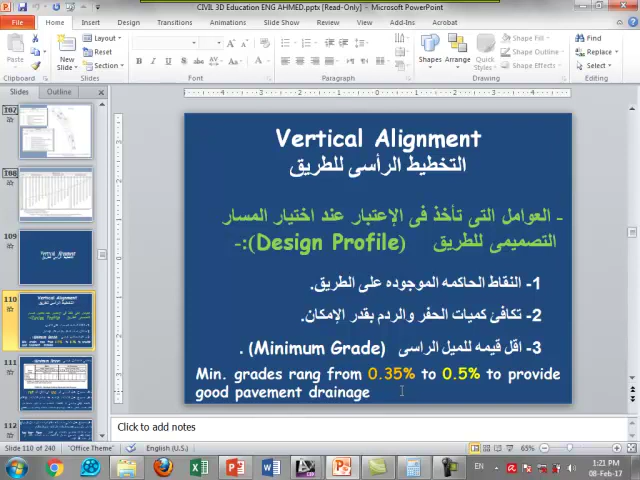 CIVIL 3D Education ENG AHMED.pptx [Read-Only]
File
Home
Insert
Design
Transitions
Animations
Slide Show
Review
View
Add-Ins
Acrobat
Paste
New Slide
Layout
Reset
Section
Shapes
Arrange
Quick Styles
Shape Fill
Shape Outline
Shape Effects
Find
Replace
Select
Clipboard
Slides
Font
Paragraph
Drawing
Editing
Slides
Outline
107
108
109
110
111
112
Vertical Alignment
التخطيط الرأسى للطريق
- العوامل التى تأخذ فى الإعتبار عند اختيار المسار
التصميمى للطريق (Design Profile):-
1- النقاط الحاكمه الموجوده على الطريق.
2- تكافئ كميات الحفر والردم بقدر الإمكان.
3- اقل قيمه للميل الراسى (Minimum Grade) .
Min. grades rang from 0.35% to 0.5% to provide
good pavement drainage
Click to add notes
Slide 110 of 240
"Office Theme"
English (U.S.)
65%
EN
1:21 PM
08-Feb-17